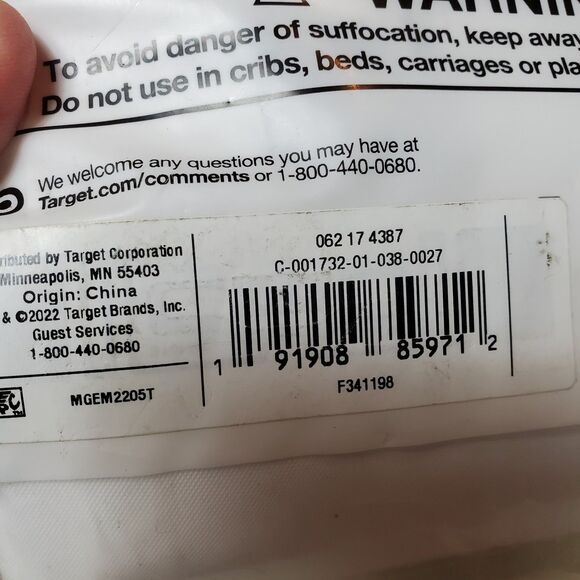 To avoid danger of suffocation, keep away
Do not use in cribs, beds, carriages or
We welcome any questions you may have at
Target.com/comments or 1-800-440-0680.
by Target Corporation
Minneapolis, MN 55403
Origin: China
& ©2022 Target Brands, Inc.
Guest Services
1-800-440-0680
MGEM2205T
062 17 4387
C-001732-01-038-0027
1 91908 85971 2
F341198